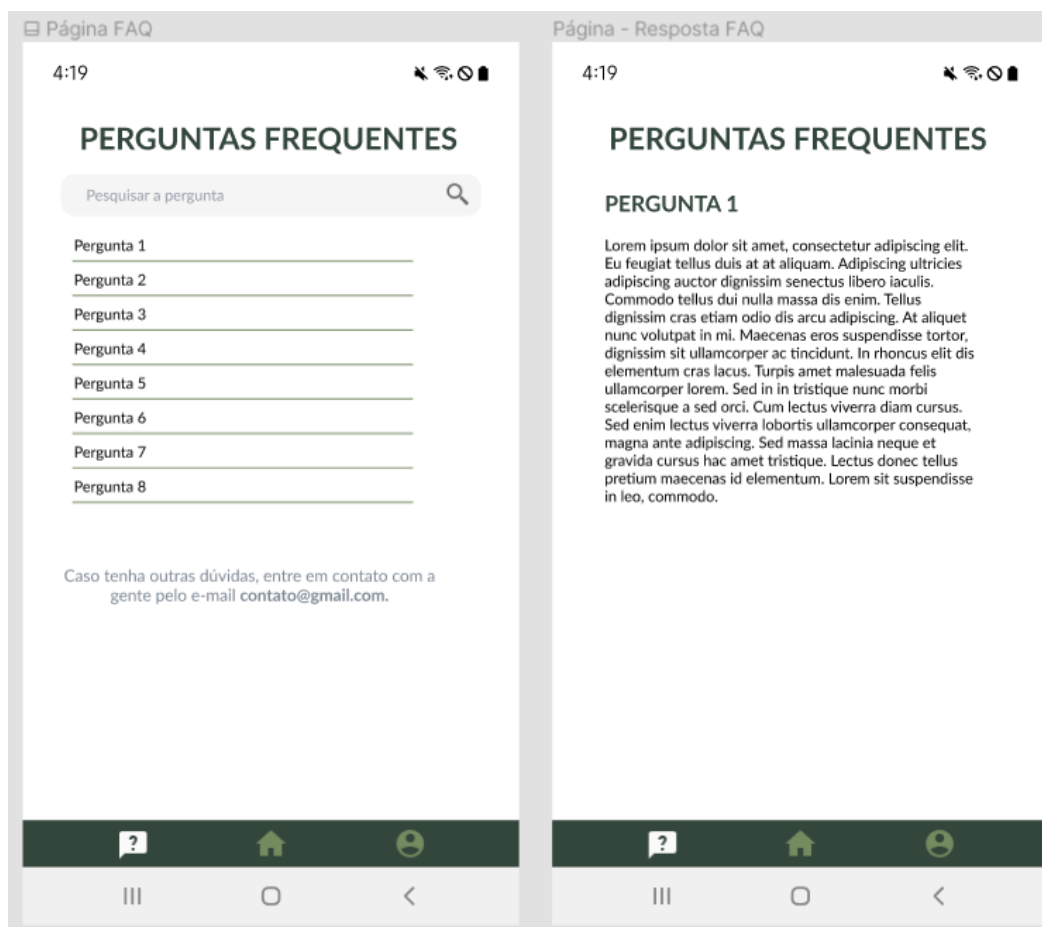 Página FAQ
4:19
PERGUNTAS FREQUENTES
Pesquisar a pergunta
Pergunta 1
Pergunta 2
Pergunta 3
Pergunta 4
Pergunta 5
Pergunta 6
Pergunta 7
Pergunta 8
Caso tenha outras dúvidas, entre em contato com a
gente pelo e-mail contato@gmail.com.
?
Página - Resposta FAQ
4:19
PERGUNTAS FREQUENTES
PERGUNTA 1
Lorem ipsum dolor sit amet, consectetur adipiscing elit.
Eu feugiat tellus duis at at aliquam. Adipiscing ultricies
adipiscing auctor dignissim senectus libero iaculis.
Commodo tellus dui nulla massa dis enim. Tellus
dignissim cras etiam odio dis arcu adipiscing. At aliquet
nunc volutpat in mi. Maecenas eros suspendisse tortor,
dignissim sit ullamcorper ac tincidunt. In rhoncus elit dis
elementum cras lacus. Turpis amet malesuada felis
ullamcorper lorem. Sed in in tristique nunc morbi
scelerisque a sed orci. Cum lectus viverra diam cursus.
Sed enim lectus viverra lobortis ullamcorper consequat,
magna ante adipiscing. Sed massa lacinia neque et
gravida cursus hac amet tristique. Lectus donec tellus
pretium maecenas id elementum. Lorem sit suspendisse
in leo, commodo.
?